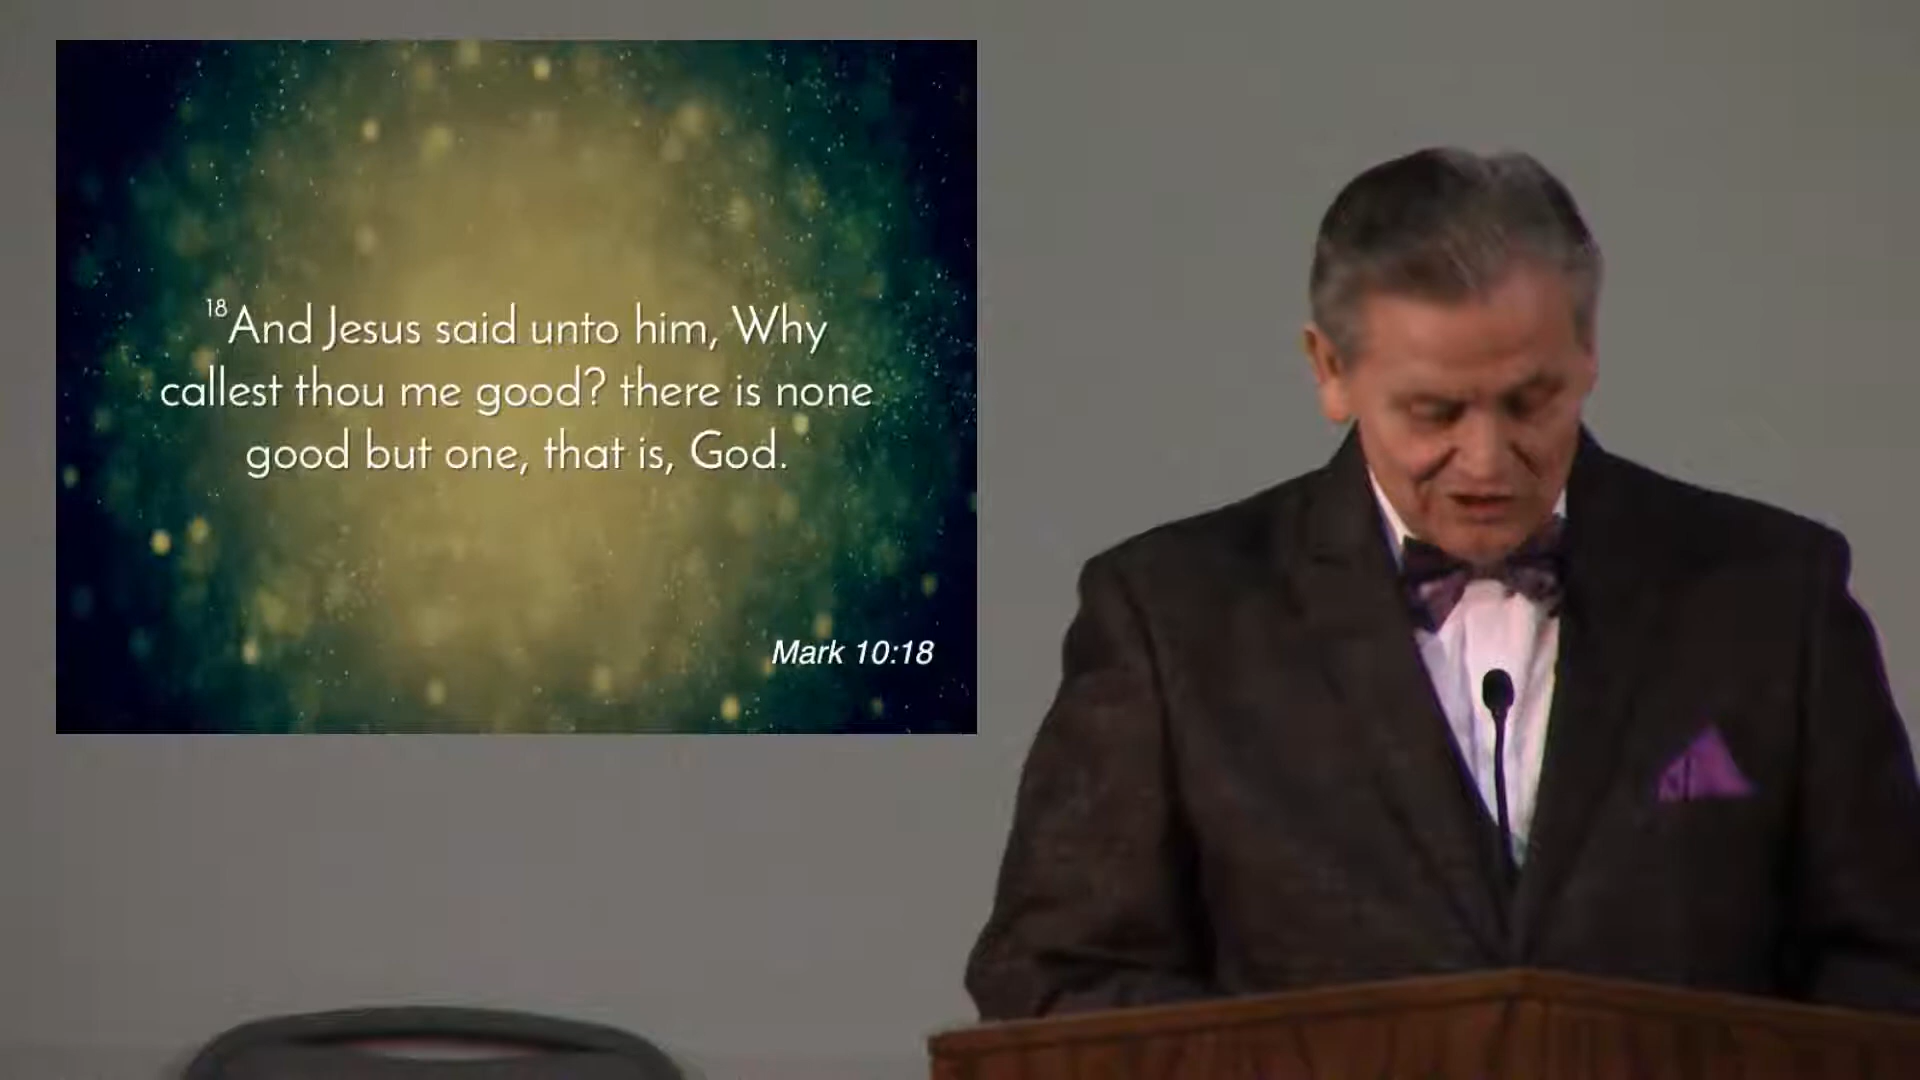 18And Jesus said unto him, Why
callest thou me good? there is none
good but one, that is, God.
Mark 10:18